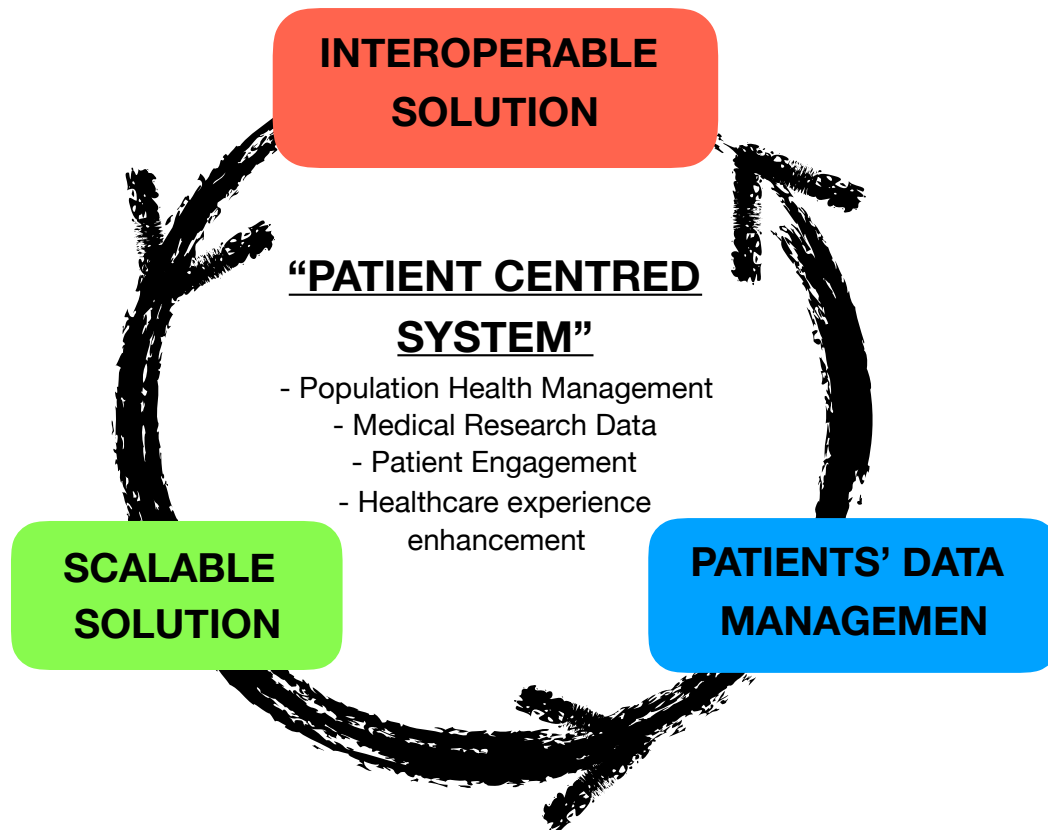 INTEROPERABLE
SOLUTION
“PATIENT CENTRED
SYSTEM”
- Population Health Management
- Medical Research Data
- Patient Engagement
- Healthcare experience
enhancement
SCALABLE
SOLUTION
PATIENTS’ DATA
MANAGEMEN